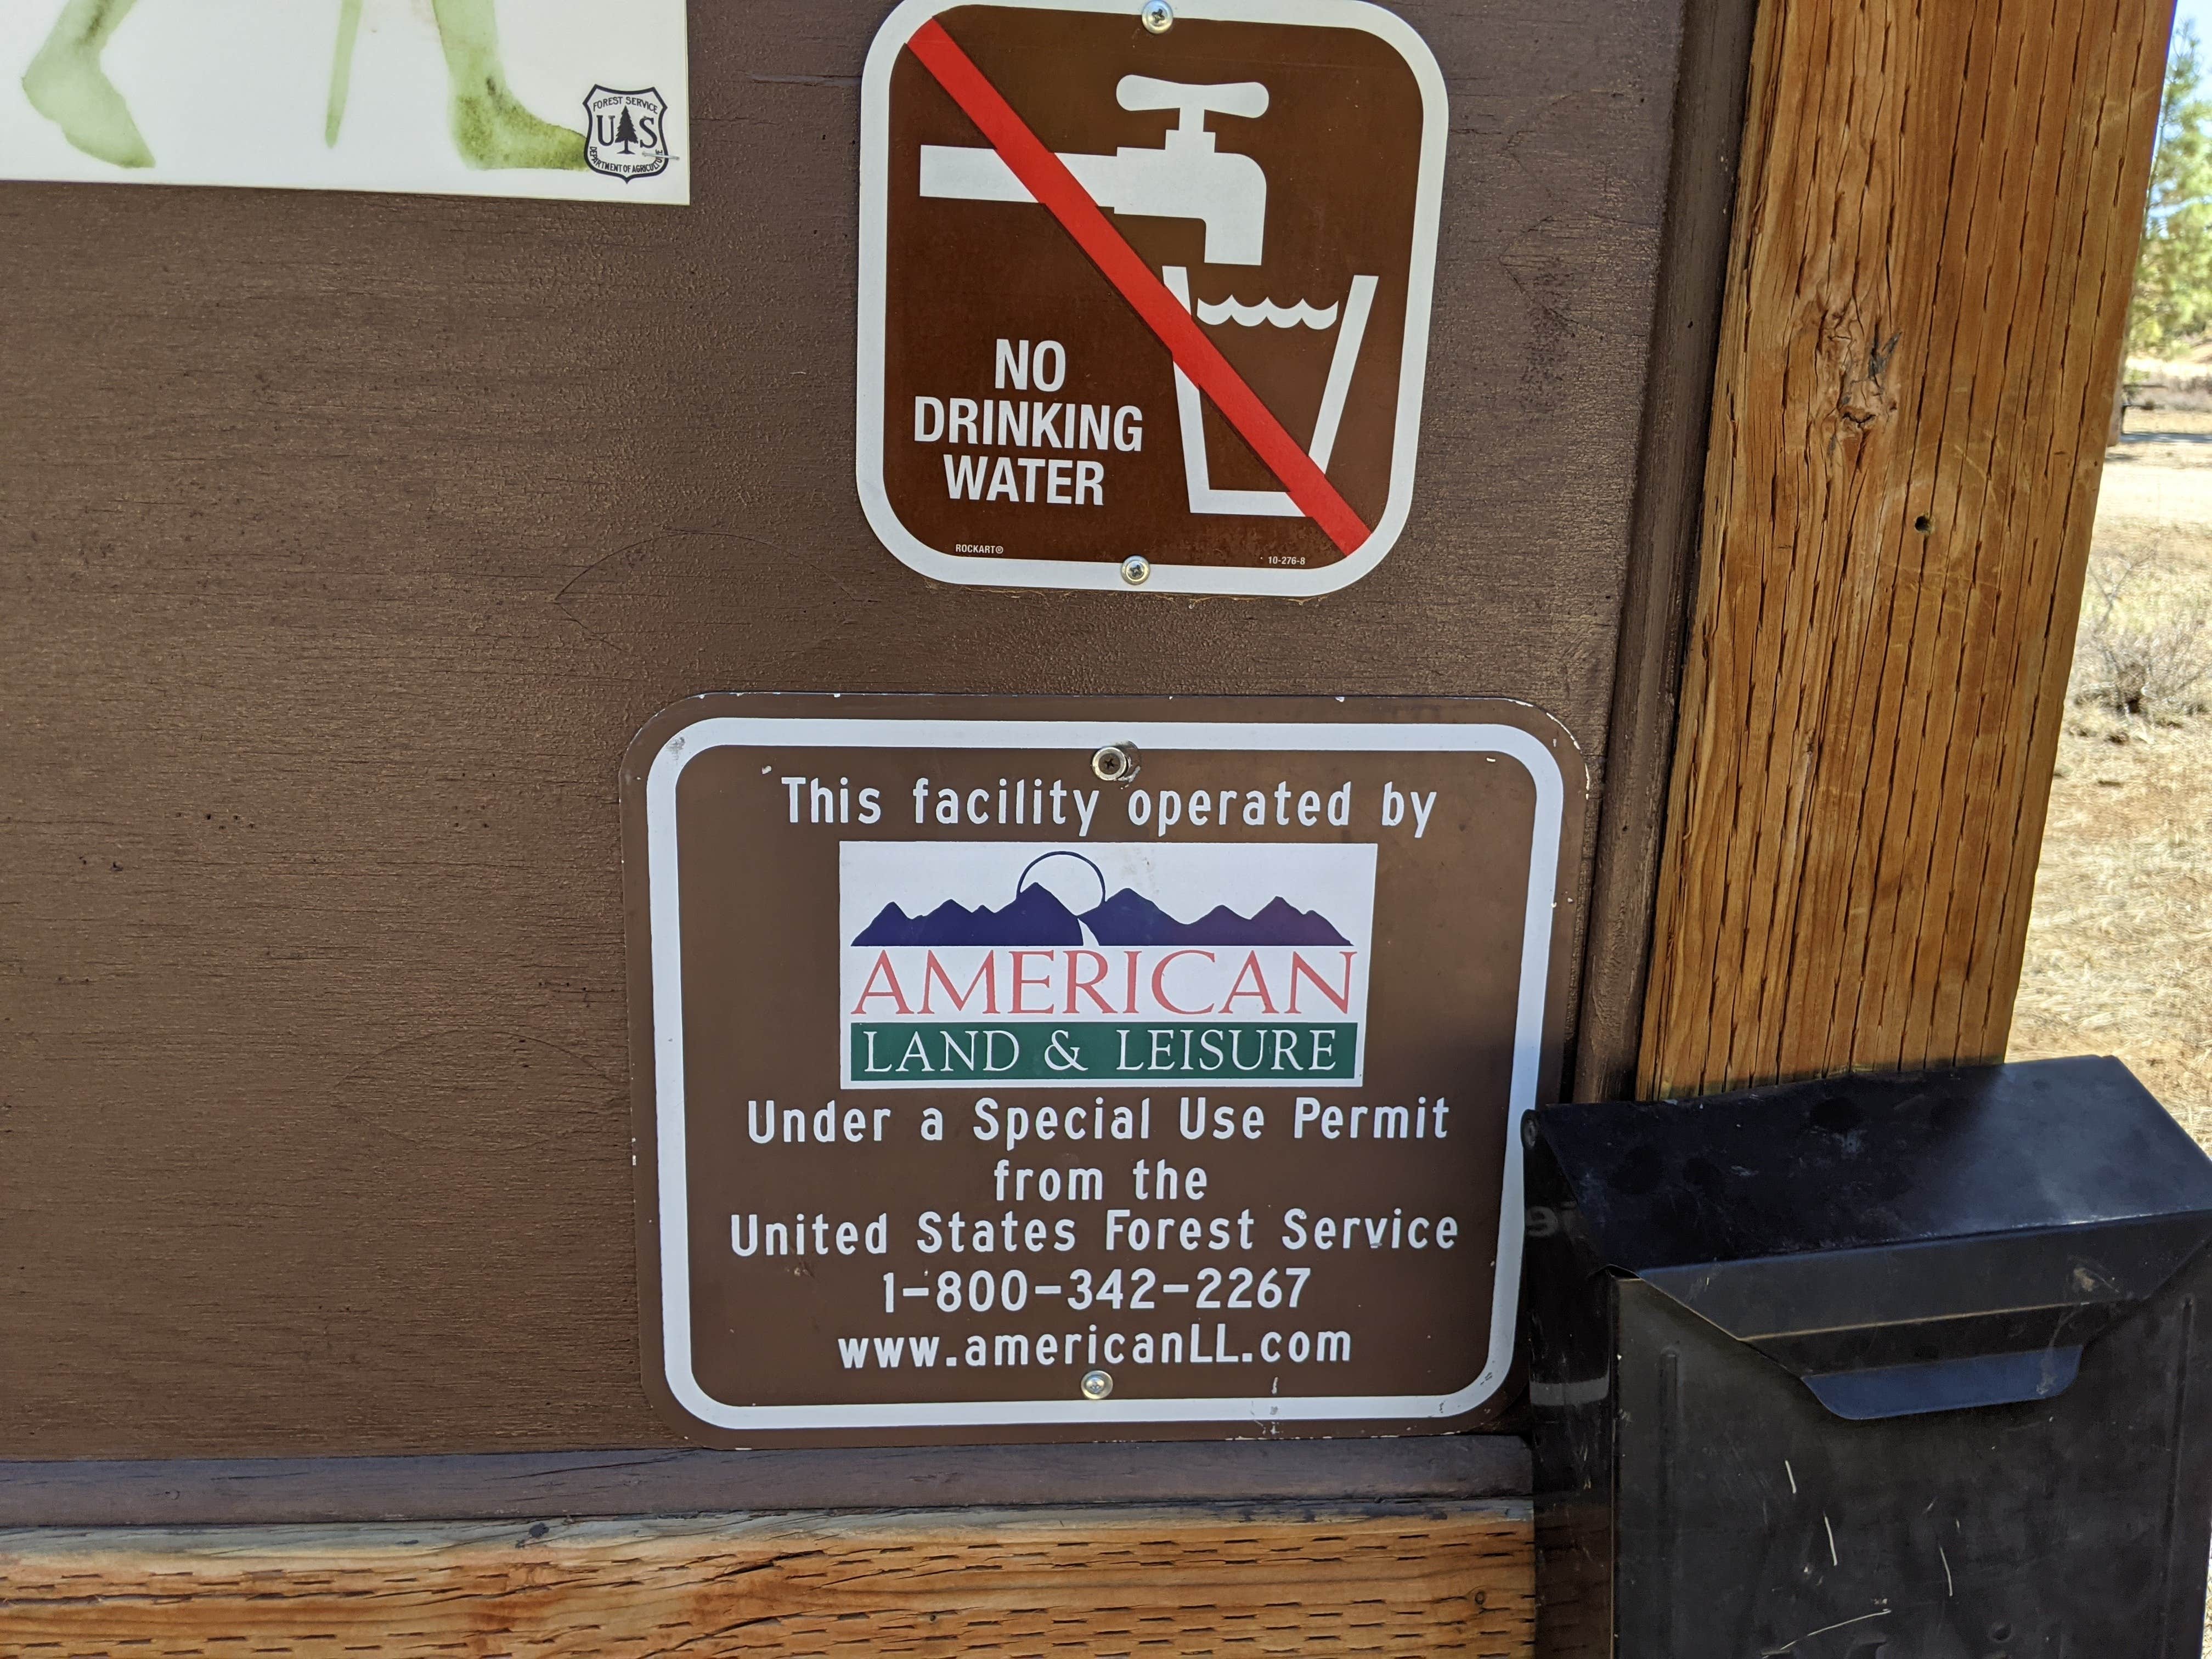 FOREST SERVICE
U S
DEPARTMENT OF AGRICULTURE
NO
DRINKING
WATER
ROCKART®
10-276-8
This facility operated by
AMERICAN
LAND & LEISURE
Under a Special Use Permit
from the
United States Forest Service
1-800-342-2267
www.americanLL.com